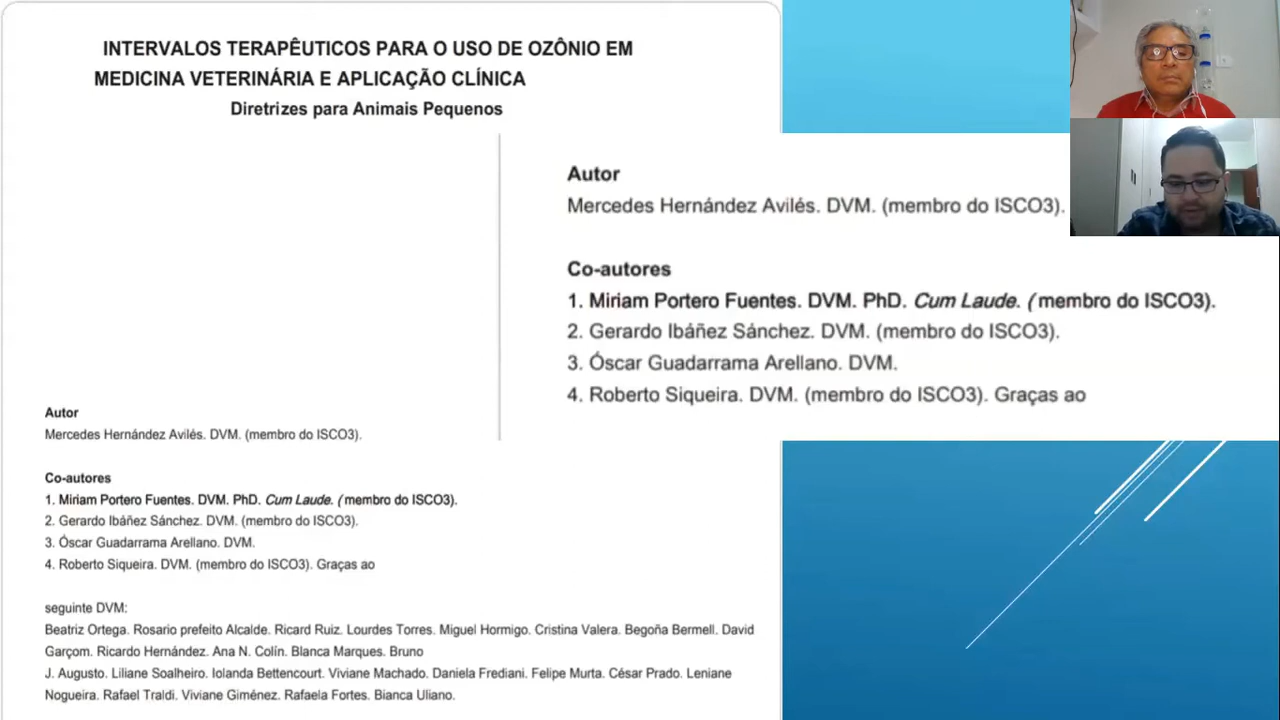 INTERVALOS TERAPÊUTICOS PARA O USO DE OZÔNIO EM
MEDICINA VETERINÁRIA E APLICAÇÃO CLÍNICA
Diretrizes para Animais Pequenos
Autor
Mercedes Hernández Avilés. DVM. (membro do ISCO3).
Co-autores
1. Miriam Portero Fuentes. DVM. PhD. Cum Laude. ( membro do ISCO3).
2. Gerardo Ibáñez Sánchez. DVM. (membro do ISCO3).
3. Óscar Guadarrama Arellano. DVM.
4. Roberto Siqueira. DVM. (membro do ISCO3). Graças ao
Autor
Mercedes Hernández Avilés. DVM. (membro do ISCO3).
Co-autores
1. Miriam Portero Fuentes. DVM. PhD. Cum Laude. ( membro do ISCO3).
2. Gerardo Ibáñez Sánchez. DVM. (membro do ISCO3).
3. Óscar Guadarrama Arellano. DVM.
4. Roberto Siqueira. DVM. (membro do ISCO3). Graças ao
seguinte DVM:
Beatriz Ortega. Rosario prefeito Alcalde. Ricard Ruiz. Lourdes Torres. Miguel Hormigo. Cristina Valera. Begoña Bermell. David
Garçom. Ricardo Hernández. Ana N. Colín. Blanca Marques. Bruno
J. Augusto. Liliane Soalheiro. Iolanda Bettencourt. Viviane Machado. Daniela Frediani. Felipe Murta. César Prado. Leniane
Nogueira. Rafael Traldi. Viviane Giménez. Rafaela Fortes. Bianca Uliano.